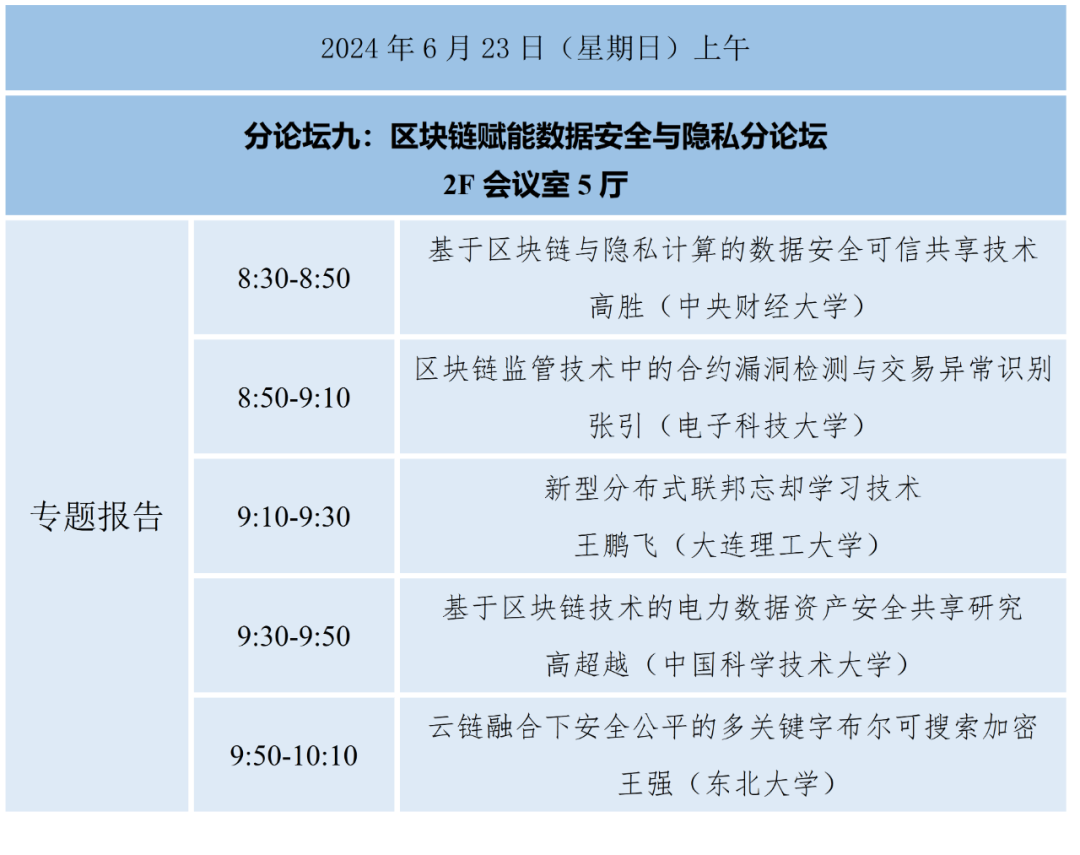 2024 年 6 月 23 日（星期日）上午
分论坛九：区块链赋能数据安全与隐私分论坛
2F 会议室 5 厅
专题报告
8:30-8:50
基于区块链与隐私计算的数据安全可信共享技术
高胜（中央财经大学）
8:50-9:10
区块链监管技术中的合约漏洞检测与交易异常识别
张引（电子科技大学）
9:10-9:30
新型分布式联邦忘却学习技术
王鹏飞（大连理工大学）
9:30-9:50
基于区块链技术的电力数据资产安全共享研究
高超越（中国科学技术大学）
9:50-10:10
云链融合下安全公平的多关键字布尔可搜索加密
王强（东北大学）